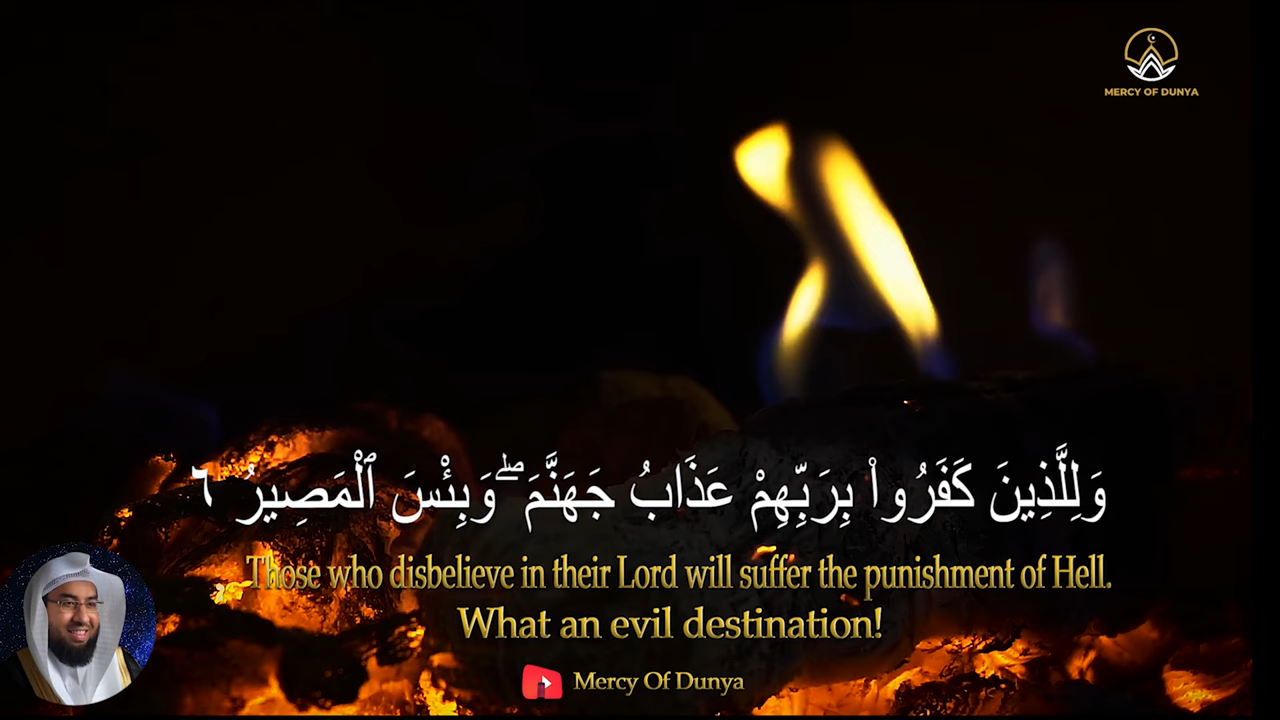 MERCY OF DUNYA
وَلِلَّذِينَ كَفَرُوا۟ بِرَبِّهِمْ عَذَابُ جَهَنَّمَ ۖ وَبِئْسَ ٱلْمَصِيرُ ٦
Those who disbelieve in their Lord will suffer the punishment of Hell.
What an evil destination!
Mercy Of Dunya